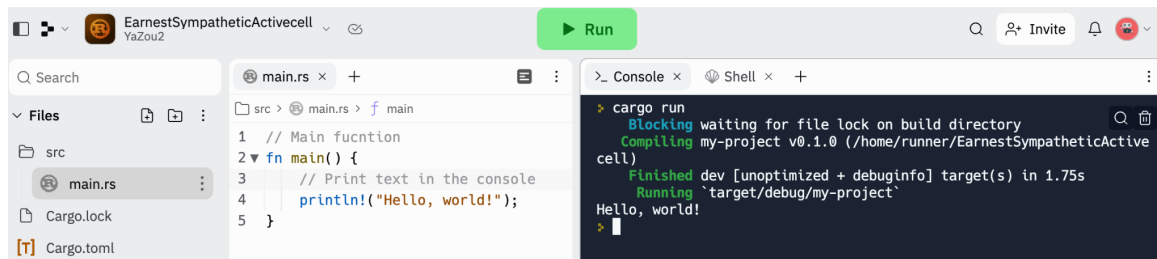 EarnestSympatheticActivecell
YaZou2
Run
Invite
Search
main.rs
Console
Shell
Files
src > main.rs > f main
src
main.rs
Cargo.lock
[T] Cargo.toml
1 // Main fucntion
2 fn main() {
3 // Print text in the console
4 println!("Hello, world!");
5 }
cargo run
Blocking waiting for file lock on build directory
Compiling my-project v0.1.0 (/home/runner/EarnestSympatheticActive
cell)
Finished dev [unoptimized + debuginfo] target(s) in 1.75s
Running `target/debug/my-project`
Hello, world!